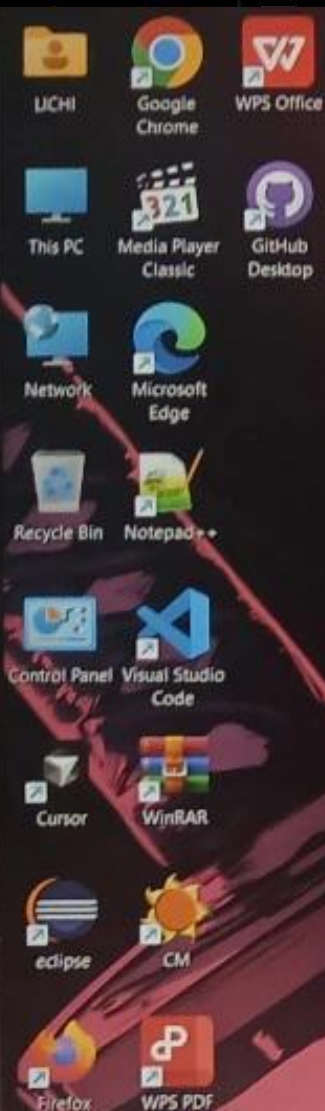 LICHI
Google
Chrome
WPS Office
This PC
Media Player
Classic
321
GitHub
Desktop
Network
Microsoft
Edge
Recycle Bin
Notepad++
Control Panel
Visual Studio
Code
Cursor
WinRAR
eclipse
CM
Firefox
WPS PDF